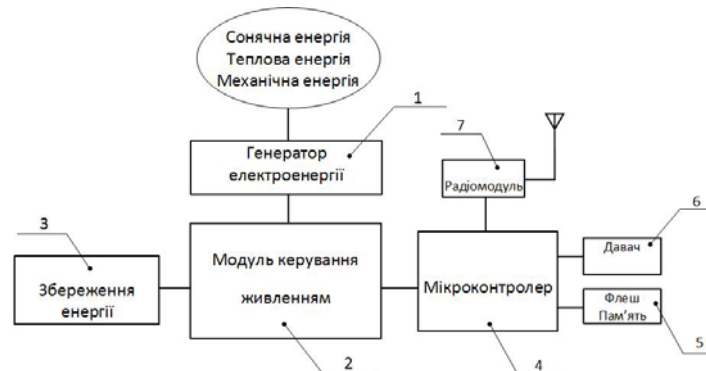 Сонячна енергія
Теплова енергія
Механічна енергія
1
Генератор
електроенергії
7
Радіомодуль
3
Збереження
енергії
Модуль керування
живленням
2
Мікроконтролер
4
6
Давач
Флеш
Пам'ять
5